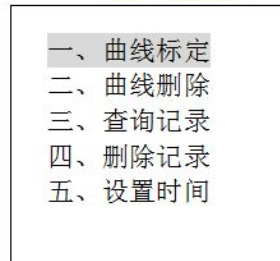 一、曲线标定
二、曲线删除
三、查询记录
四、删除记录
五、设置时间